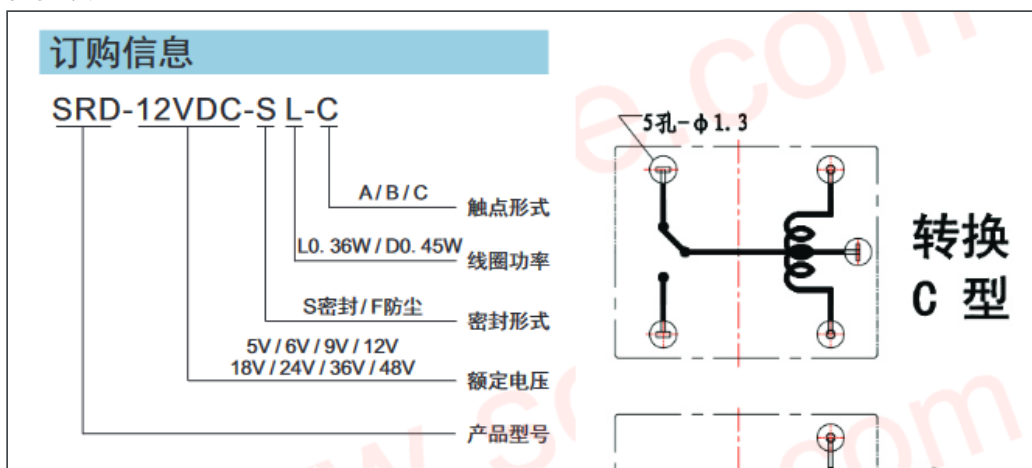 订购信息
SRD-12VDC-S L-C
A/B/C 触点形式
L0. 36W/D0. 45W 线圈功率
S密封/F防尘 密封形式
5V/6V/9V/12V
18V/24V/36V/48V 额定电压
产品型号
5孔-φ1.3
转换
C 型